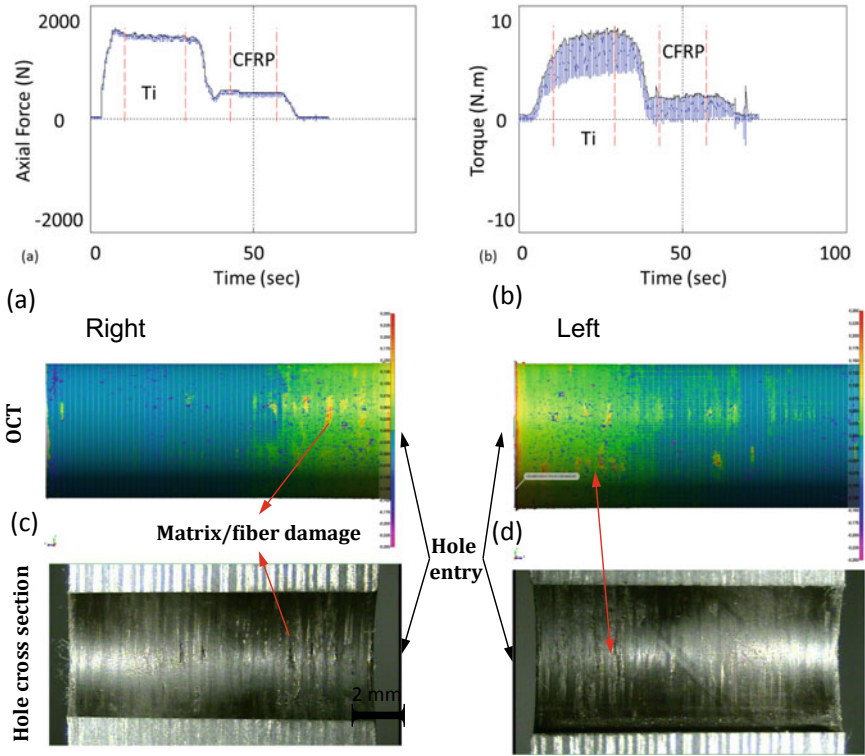 2000
0
-2000
Axial Force (N)
Ti
CFRP
(a)
0
50
Time (sec)
10
0
-10
Torque (N.m)
Ti
CFRP
(b)
0
50
100
Time (sec)
(a)
Right
(b)
Left
OCT
(c)
Matrix/fiber damage
Hole
entry
(d)
Hole cross section
2 mm